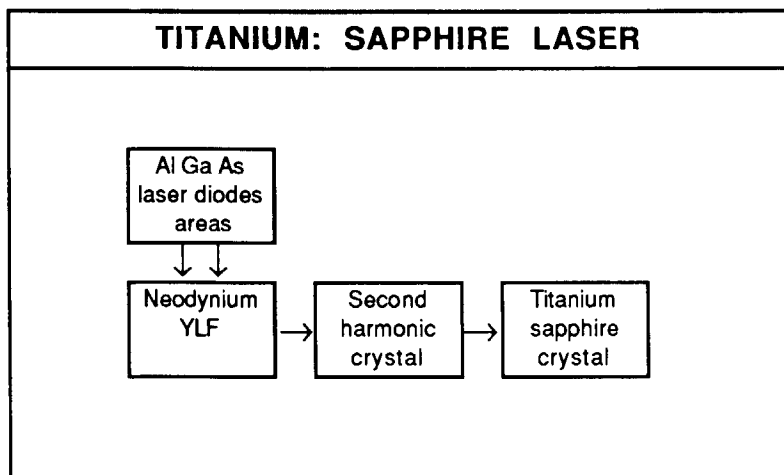 TITANIUM: SAPPHIRE LASER
Al Ga As
laser diodes
areas
Neodynium
YLF
Second
harmonic
crystal
Titanium
sapphire
crystal